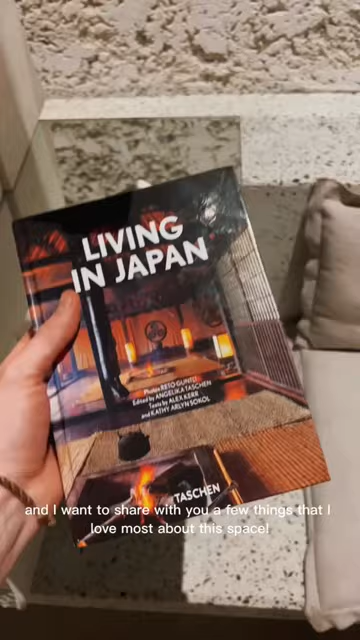 LIVING
IN JAPAN
Photos RETO GUNTLI
Edited by ANGELIKA TASCHEN
Texts by ALEX KERR
and KATHY ARLYN SOKOL
TASCHEN
and I want to share with you a few things that I
love most about this space!